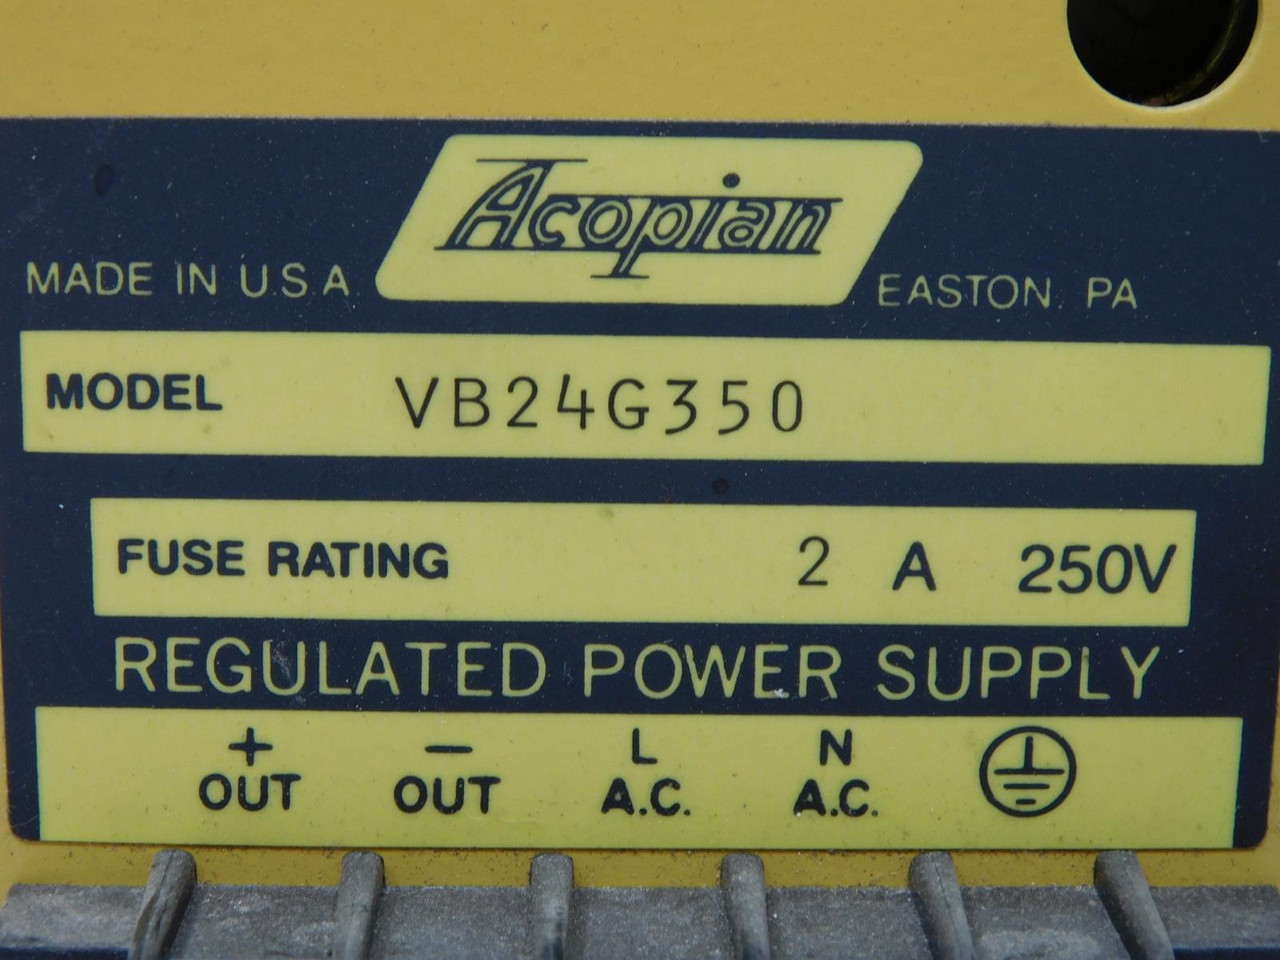 Acopian
MADE IN U.S A
EASTON. PA
MODEL VB24G350
FUSE RATING 2 A 250V
REGULATED POWER SUPPLY
+ − L N
OUT OUT A.C. A.C.